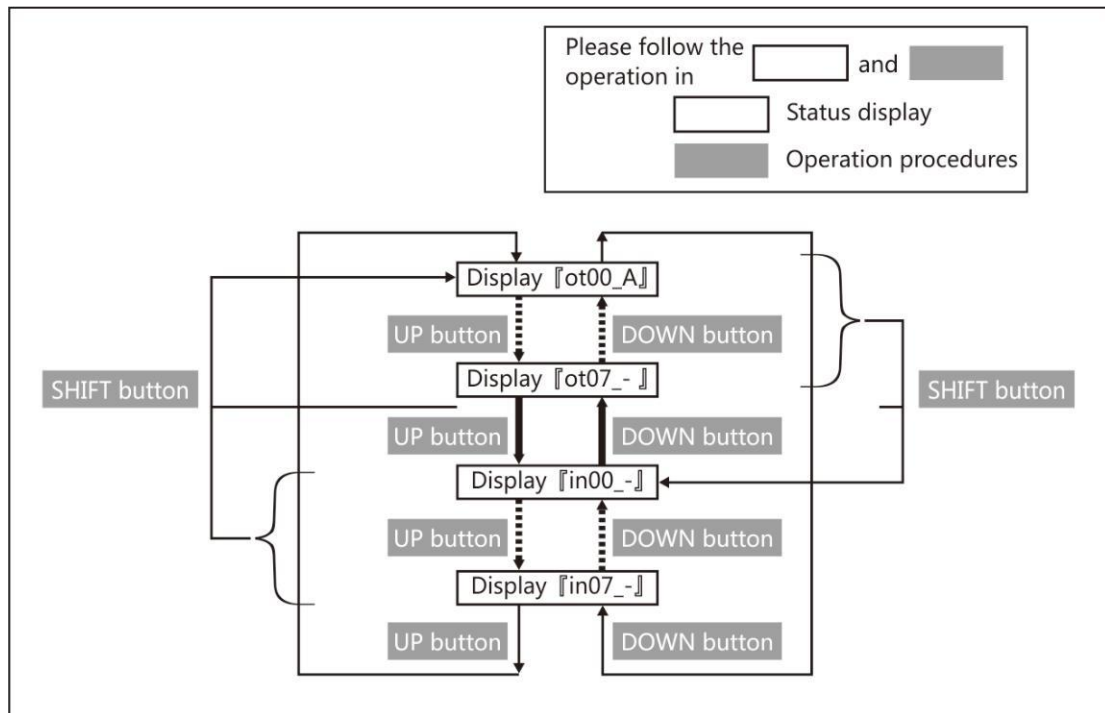 Please follow the
operation in
and
Status display
Operation procedures
Display『ot00_A』
UP button
DOWN button
Display『ot07_- 』
SHIFT button
SHIFT button
UP button
DOWN button
Display『in00_-』
UP button
DOWN button
Display『in07_-』
UP button
DOWN button